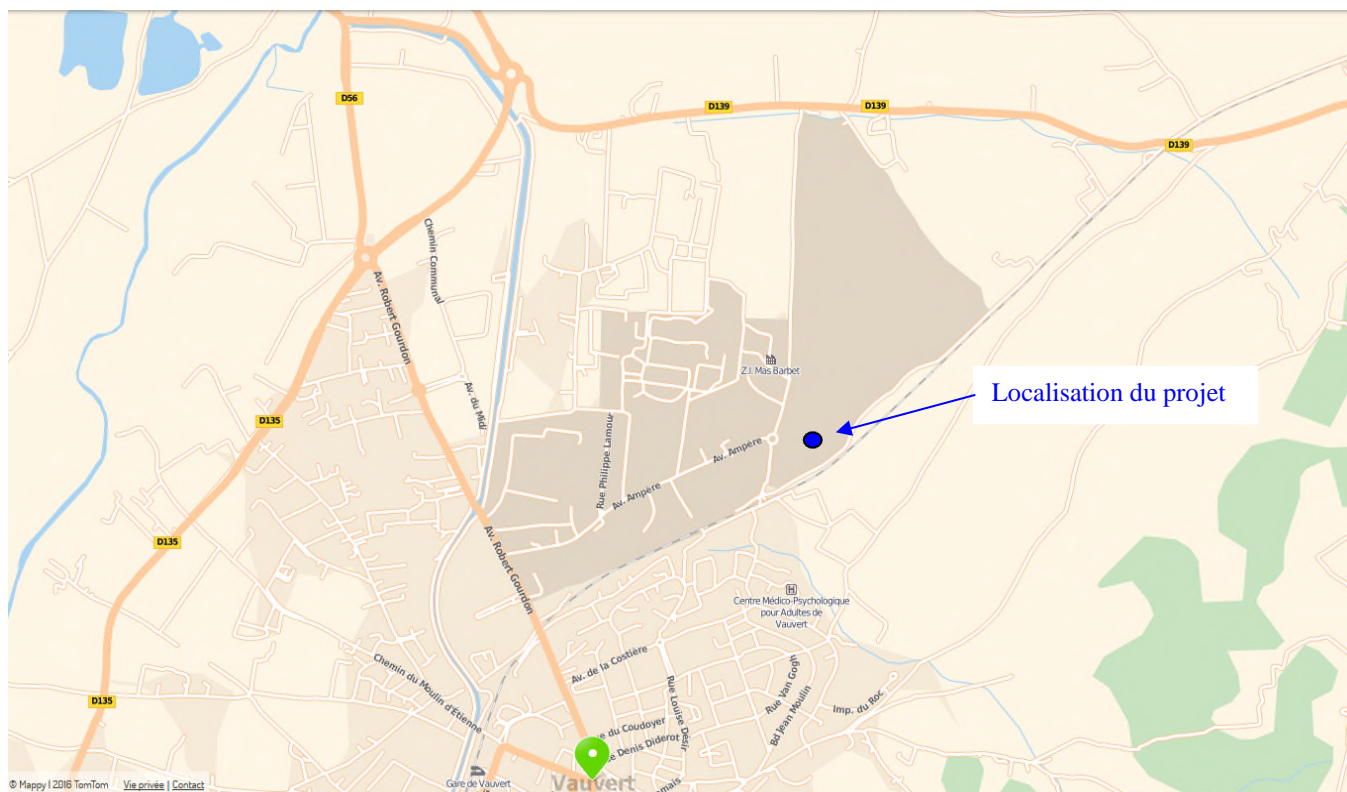 D56
D139
D139
D139
Chemin Communal
Av. Robert Gourdon
Z.I. Mas Barbet
Localisation du projet
Av. du Midi
D135
Rue Philippe Lamour
Av. Ampère
Av. Ampère
D135
Av. Robert Gourdon
Centre Médico-Psychologique
pour Adultes de
Vauvert
Av. de la Costière
Chemin du Moulin
d'Étienne
Rue Louise Désir
Rue Van Gogh
Bd Jean Moulin
Imp. du Roc
D135
du Coudoyer
Denis Diderot
Gare de Vauvert
Vauvert
© Mappy | 2016 TomTom Vie privée | Contact